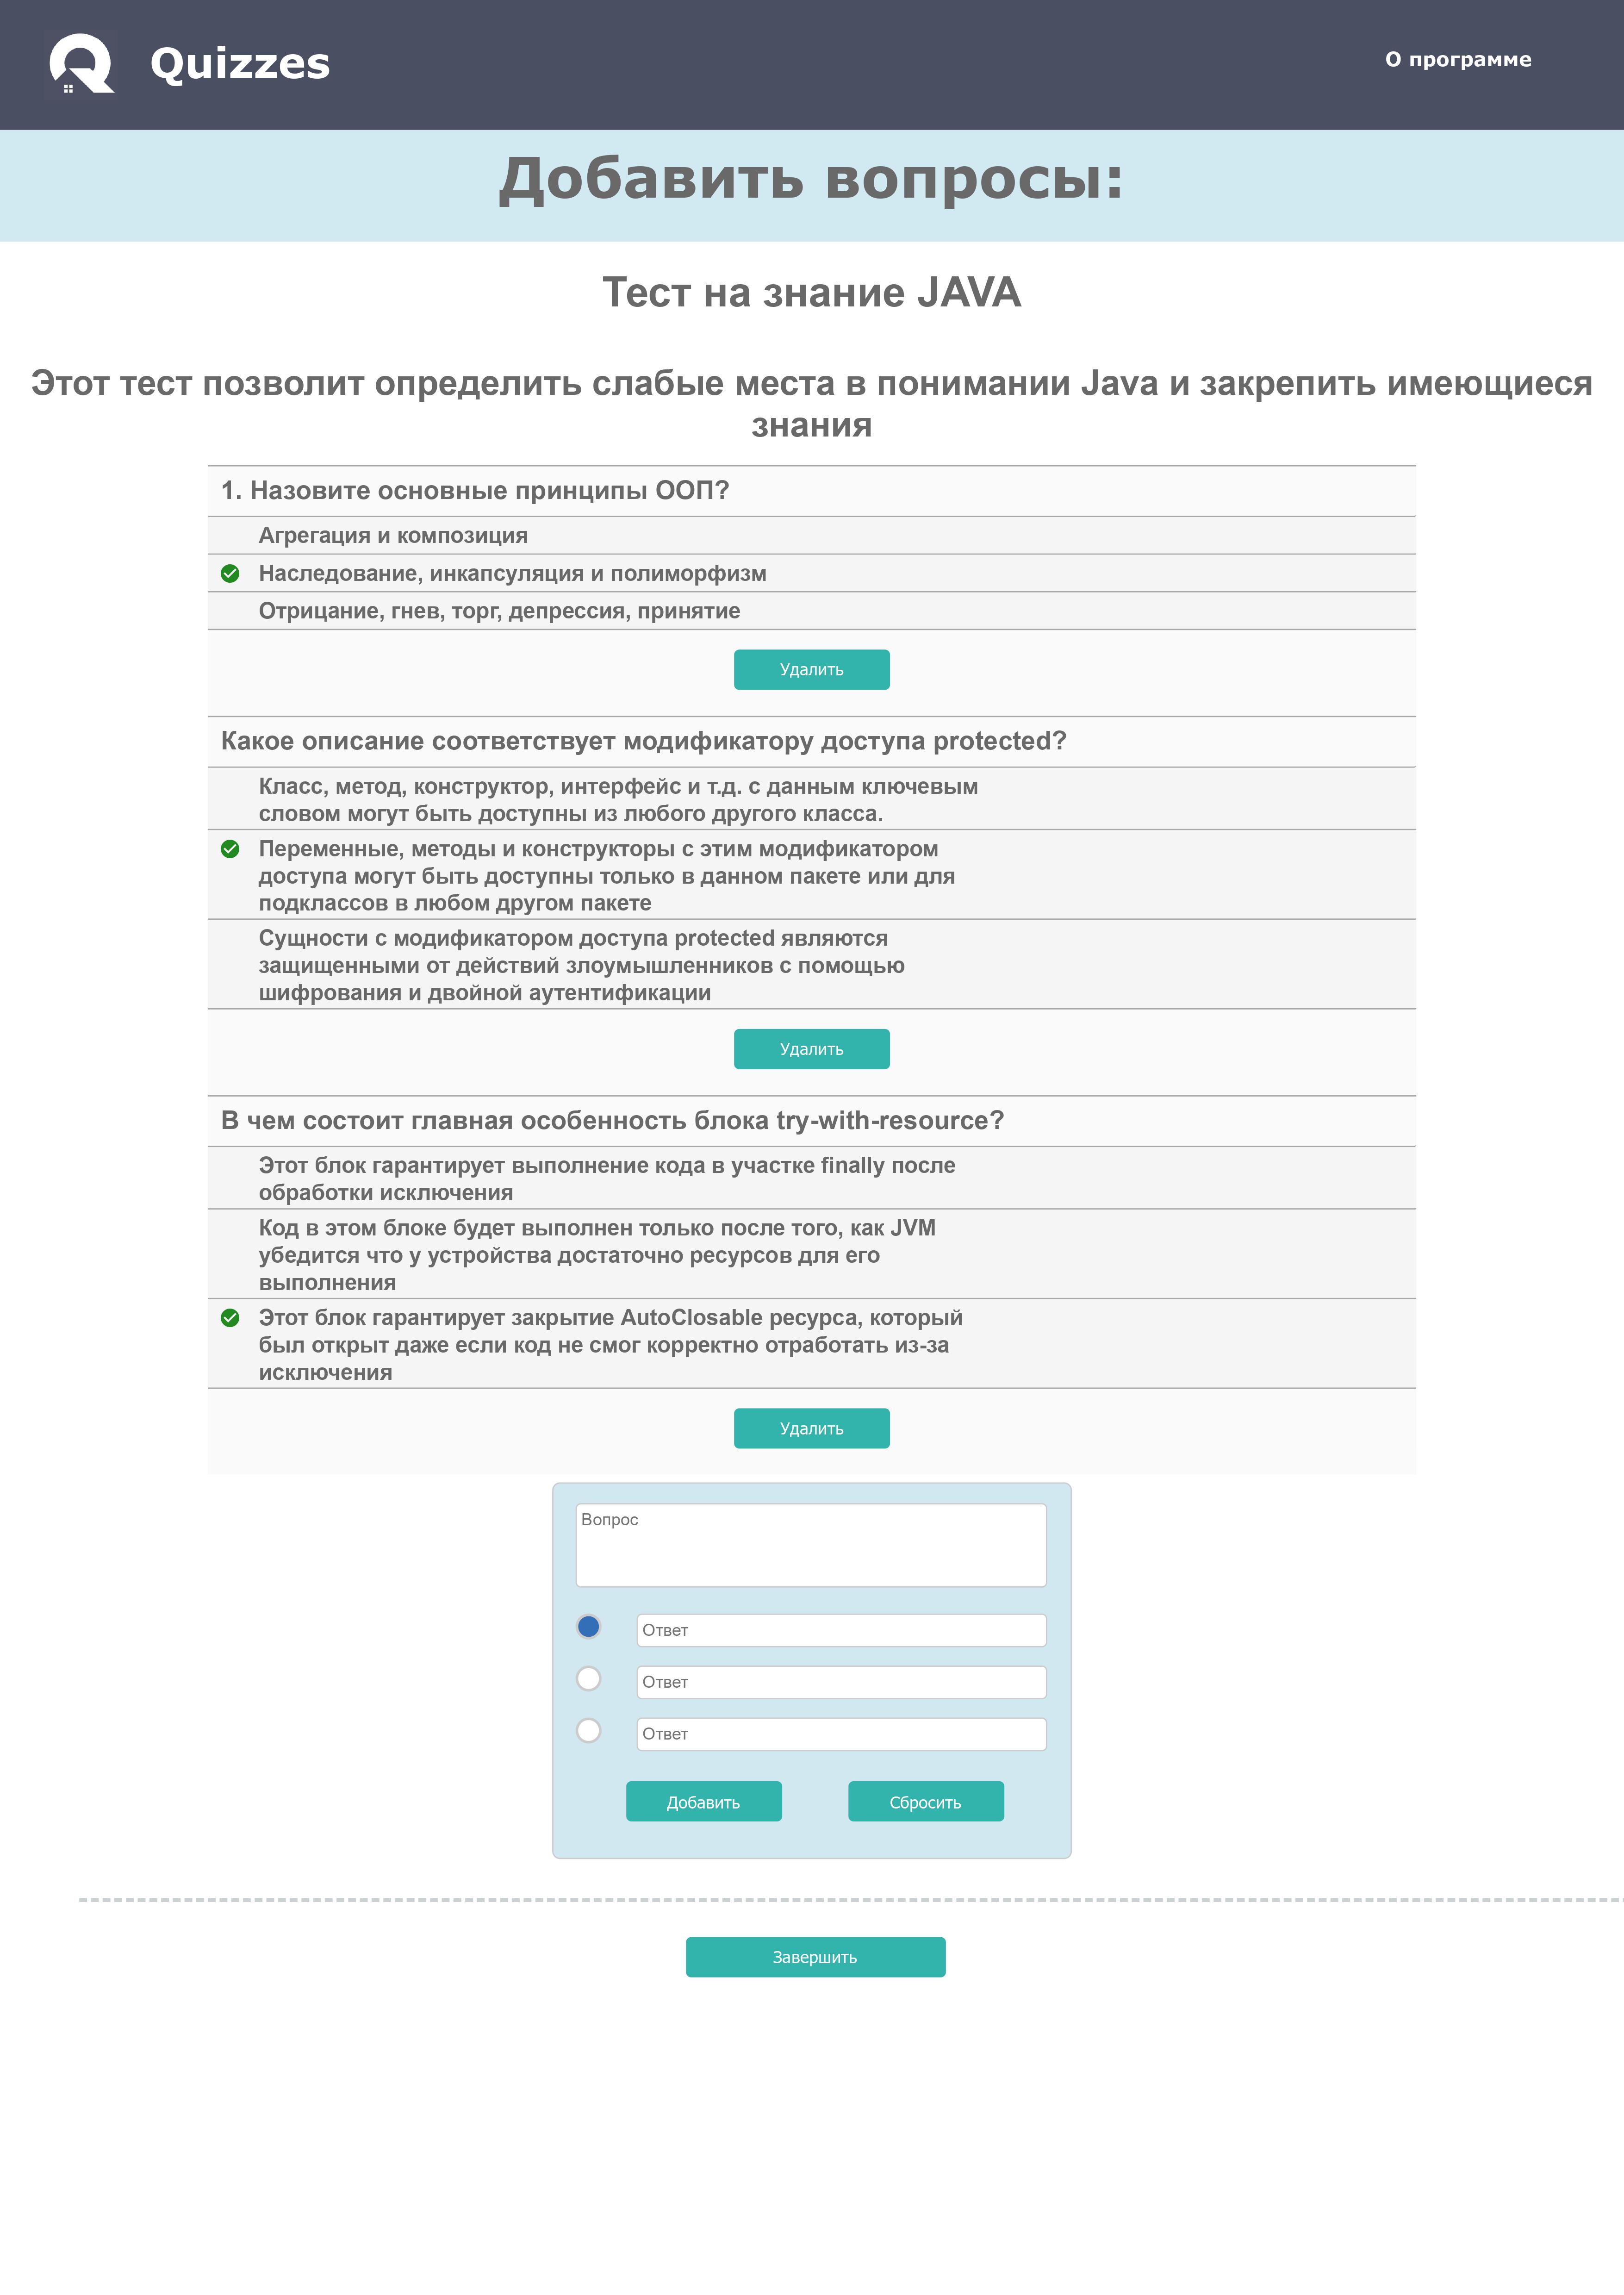 Quizzes
О программе
Добавить вопросы:
Тест на знание JAVA
Этот тест позволит определить слабые места в понимании Java и закрепить имеющиеся
знания
1. Назовите основные принципы ООП?
Агрегация и композиция
Наследование, инкапсуляция и полиморфизм
Отрицание, гнев, торг, депрессия, принятие
Удалить
Какое описание соответствует модификатору доступа protected?
Класс, метод, конструктор, интерфейс и т.д. с данным ключевым
словом могут быть доступны из любого другого класса.
Переменные, методы и конструкторы с этим модификатором
доступа могут быть доступны только в данном пакете или для
подклассов в любом другом пакете
Сущности с модификатором доступа protected являются
защищенными от действий злоумышленников с помощью
шифрования и двойной аутентификации
Удалить
В чем состоит главная особенность блока try-with-resource?
Этот блок гарантирует выполнение кода в участке finally после
обработки исключения
Код в этом блоке будет выполнен только после того, как JVM
убедится что у устройства достаточно ресурсов для его
выполнения
Этот блок гарантирует закрытие AutoClosable ресурса, который
был открыт даже если код не смог корректно отработать из-за
исключения
Удалить
Вопрос
Ответ
Ответ
Ответ
Добавить
Сбросить
Завершить